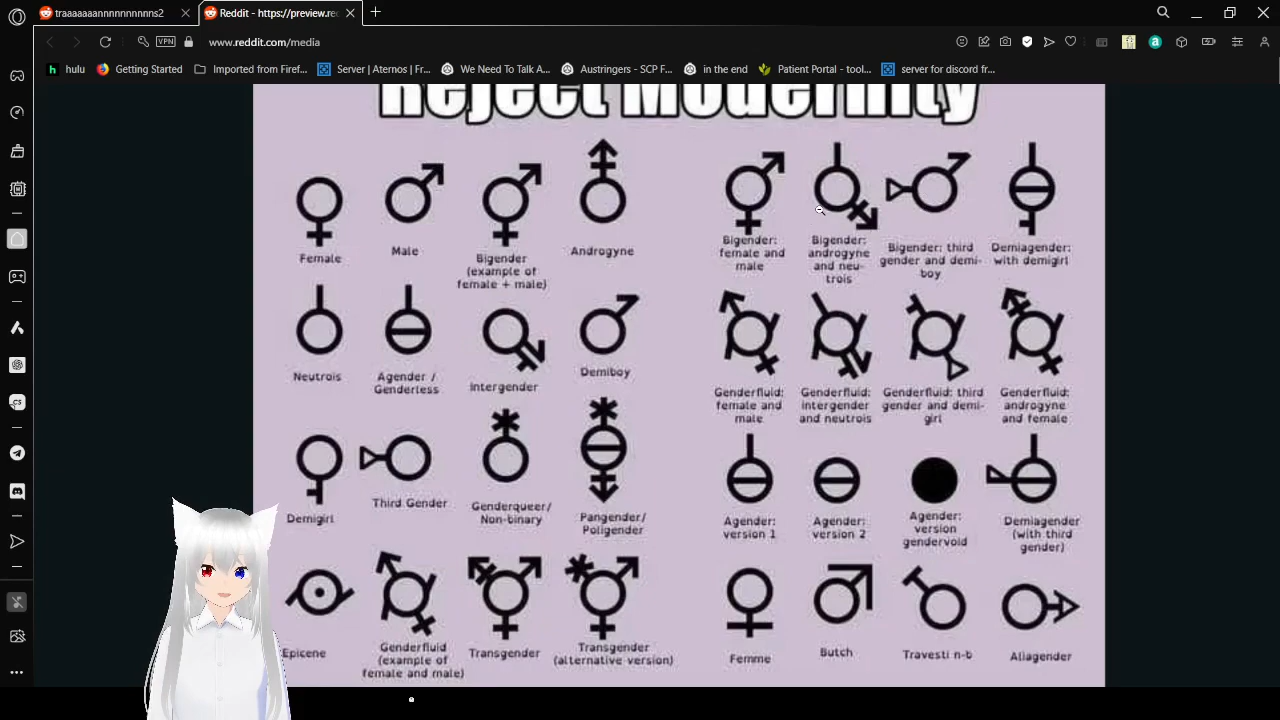 traaaaaaannnnnnnnnns2
Reddit - https://preview.rec
VPN
www.reddit.com/media
hulu
Getting Started
Imported from Firef...
Server | Aternos | Fr...
We Need To Talk A...
Austringers - SCP F...
in the end
Patient Portal - tool...
server for discord fr...
Reject Modernity
Female
Male
Bigender
(example of
female + male)
Androgyne
Bigender:
female and
male
Bigender:
androgyne
and neu-
trois
Bigender: third
gender and demi-
boy
Demiagender:
with demigirl
Neutrois
Agender /
Genderless
Intergender
Demiboy
Genderfluid:
female and
male
Genderfluid:
intergender
and neutrois
Genderfluid: third
gender and demi-
girl
Genderfluid:
androgyne
and female
Demigirl
Third Gender
Genderqueer/
Non-binary
Pangender/
Poligender
Agender:
version 1
Agender:
version 2
Agender:
version
gendervoid
Demiagender
(with third
gender)
Epicene
Genderfluid
(example of
female and male)
Transgender
Transgender
(alternative version)
Femme
Butch
Travesti n-b
Aliagender